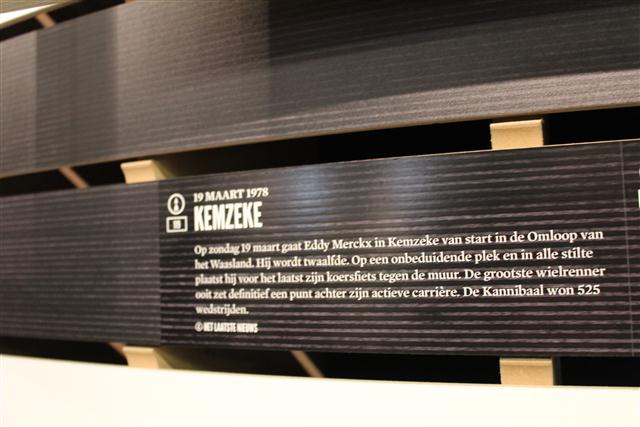 19 MAART 1978
KEMZEKE
Op zondag 19 maart gaat Eddy Merckx in Kemzeke van start in de Omloop van
het Waasland. Hij wordt twaalfde. Op een onbeduidende plek en in alle stilte
plaatst hij voor het laatst zijn koersfiets tegen de muur. De grootste wielrenner
ooit zet definitief een punt achter zijn actieve carrière. De Kannibaal won 525
wedstrijden.
© HET LAATSTE NIEUWS